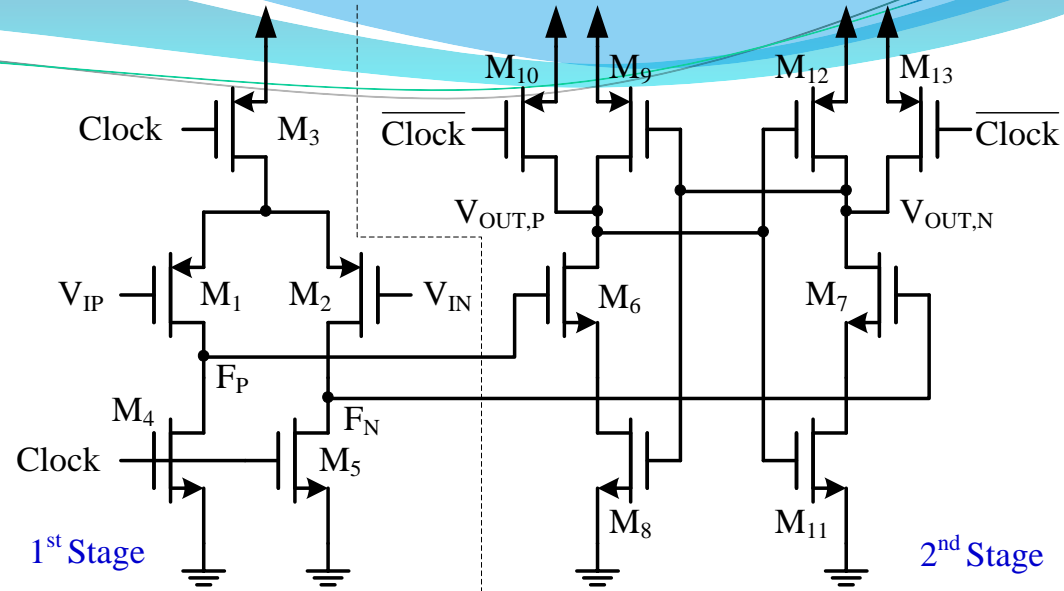 M10 M9 M12 M13
Clock M3 Clock Clock
VOUT,P VOUT,N
VIP M1 M2 VIN M6 M7
FP
M4 FN
Clock M5
M8 M11
1st Stage 2nd Stage